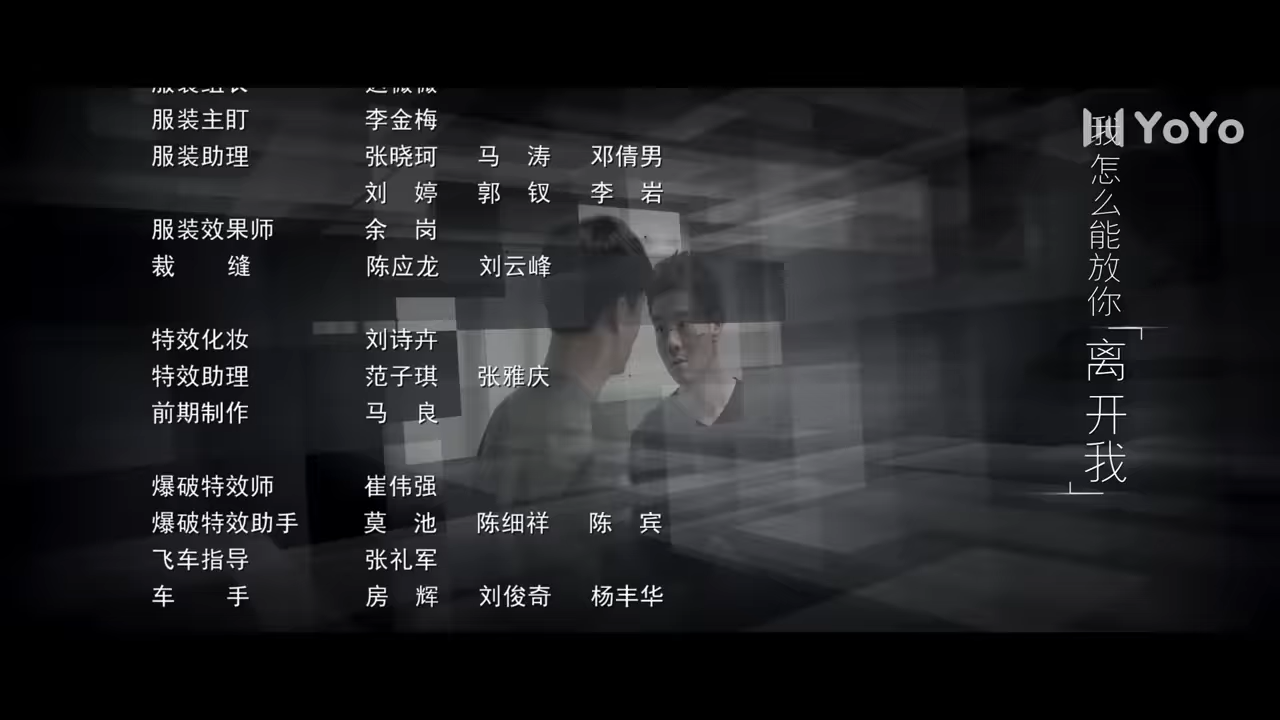 服装主盯 李金梅
服装助理 张晓珂 马 涛 邓倩男
刘 婷 郭 钗 李 岩
服装效果师 余 岗
裁 缝 陈应龙 刘云峰
特效化妆 刘诗卉
特效助理 范子琪 张雅庆
前期制作 马 良
爆破特效师 崔伟强
爆破特效助手 莫 池 陈细祥 陈 宾
飞车指导 张礼军
车 手 房 辉 刘俊奇 杨丰华
YoYo
我怎么能放你
「离开我」